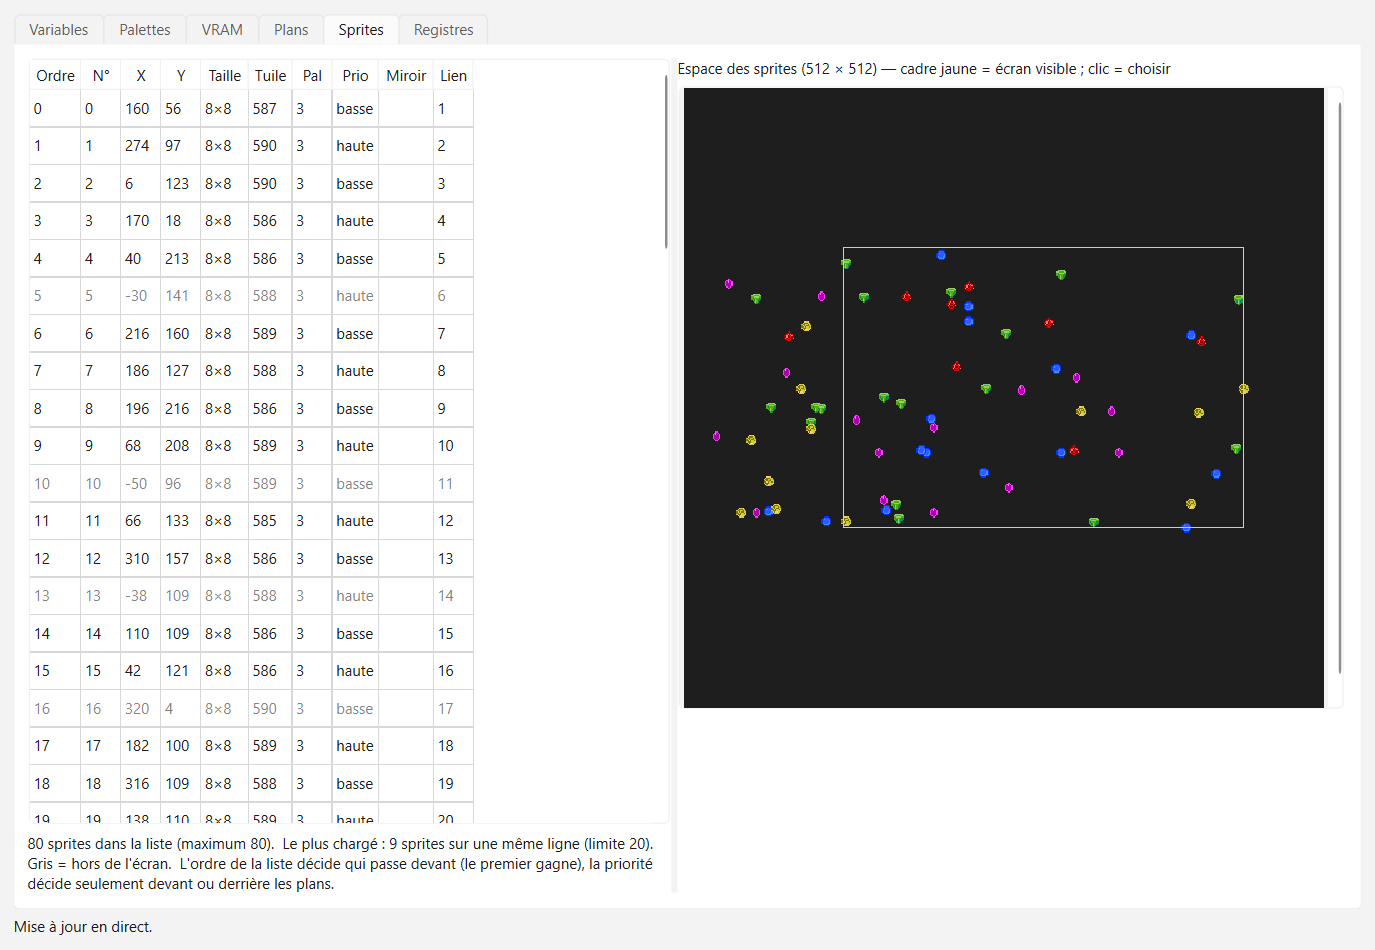 Variables Palettes VRAM Plans Sprites Registres
Ordre N° X Y Taille Tuile Pal Prio Miroir Lien
0 0 160 56 8×8 587 3 basse 1
1 1 274 97 8×8 590 3 haute 2
2 2 6 123 8×8 590 3 basse 3
3 3 170 18 8×8 586 3 haute 4
4 4 40 213 8×8 586 3 basse 5
5 5 -30 141 8×8 588 3 haute 6
6 6 216 160 8×8 589 3 basse 7
7 7 186 127 8×8 588 3 haute 8
8 8 196 216 8×8 586 3 basse 9
9 9 68 208 8×8 589 3 haute 10
10 10 -50 96 8×8 589 3 basse 11
11 11 66 133 8×8 585 3 haute 12
12 12 310 157 8×8 586 3 basse 13
13 13 -38 109 8×8 588 3 haute 14
14 14 110 109 8×8 586 3 basse 15
15 15 42 121 8×8 586 3 haute 16
16 16 320 4 8×8 590 3 basse 17
17 17 182 100 8×8 589 3 haute 18
18 18 316 109 8×8 588 3 basse 19
19 19 138 110 8×8 589 3 haute 20
80 sprites dans la liste (maximum 80). Le plus chargé : 9 sprites sur une même ligne (limite 20).
Gris = hors de l'écran. L'ordre de la liste décide qui passe devant (le premier gagne), la priorité
décide seulement devant ou derrière les plans.
Espace des sprites (512 × 512) — cadre jaune = écran visible ; clic = choisir
Mise à jour en direct.